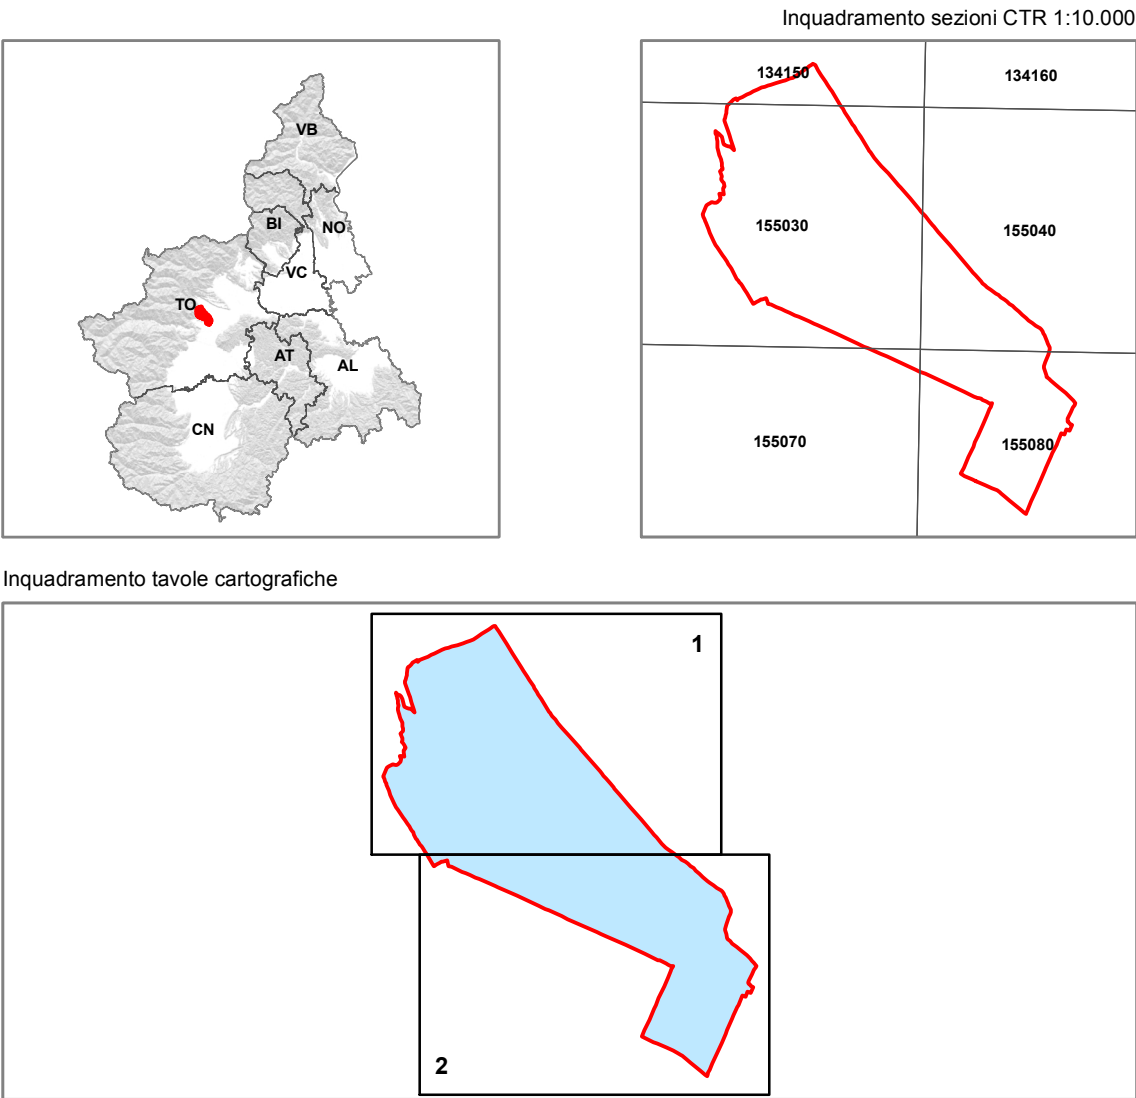 Inquadramento sezioni CTR 1:10.000
VB
BI
NO
VC
TO
AT
AL
CN
134150
134160
155030
155040
155070
155080
Inquadramento tavole cartografiche
1
2